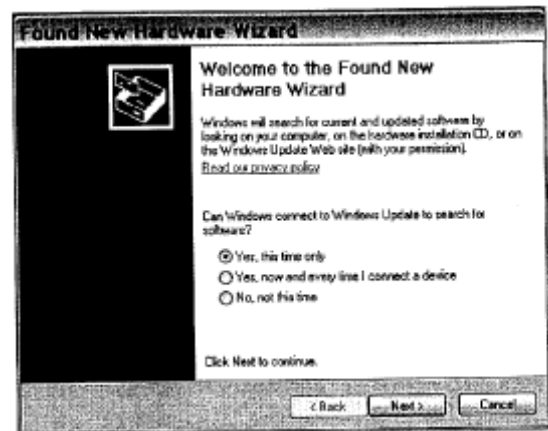 Found New Hardware Wizard
Welcome to the Found New
Hardware Wizard
Windows will search for current and updated software by
looking on your computer, on the hardware installation CD, or on
the Windows Update Web site (with your permission).
Read our privacy policy
Can Windows connect to Windows Update to search for
software?
Yes, this time only
Yes, now and every time I connect a device
No, not this time
Click Next to continue.
< Back Next > Cancel